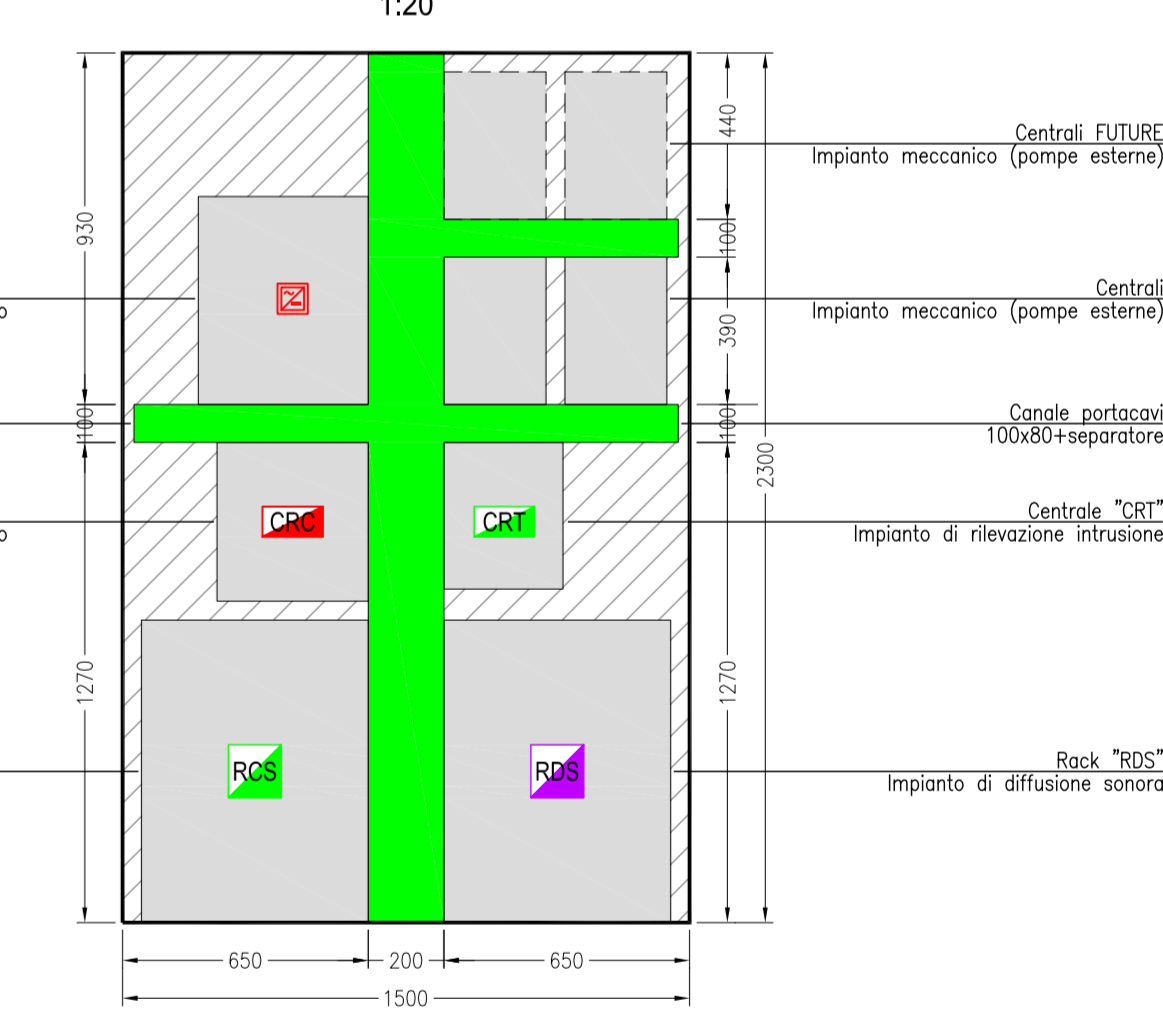 1:20
440
Centrali FUTURE
Impianto meccanico (pompe esterne)
930
100
Centrali
Impianto meccanico (pompe esterne)
o
390
100
100
Canale portacavi
100x80+separatore
2300
CRC
CRT
Centrale "CRT"
Impianto di rilevazione intrusione
o
1270
1270
RCS
RDS
Rack "RDS"
Impianto di diffusione sonora
650
200
650
1500